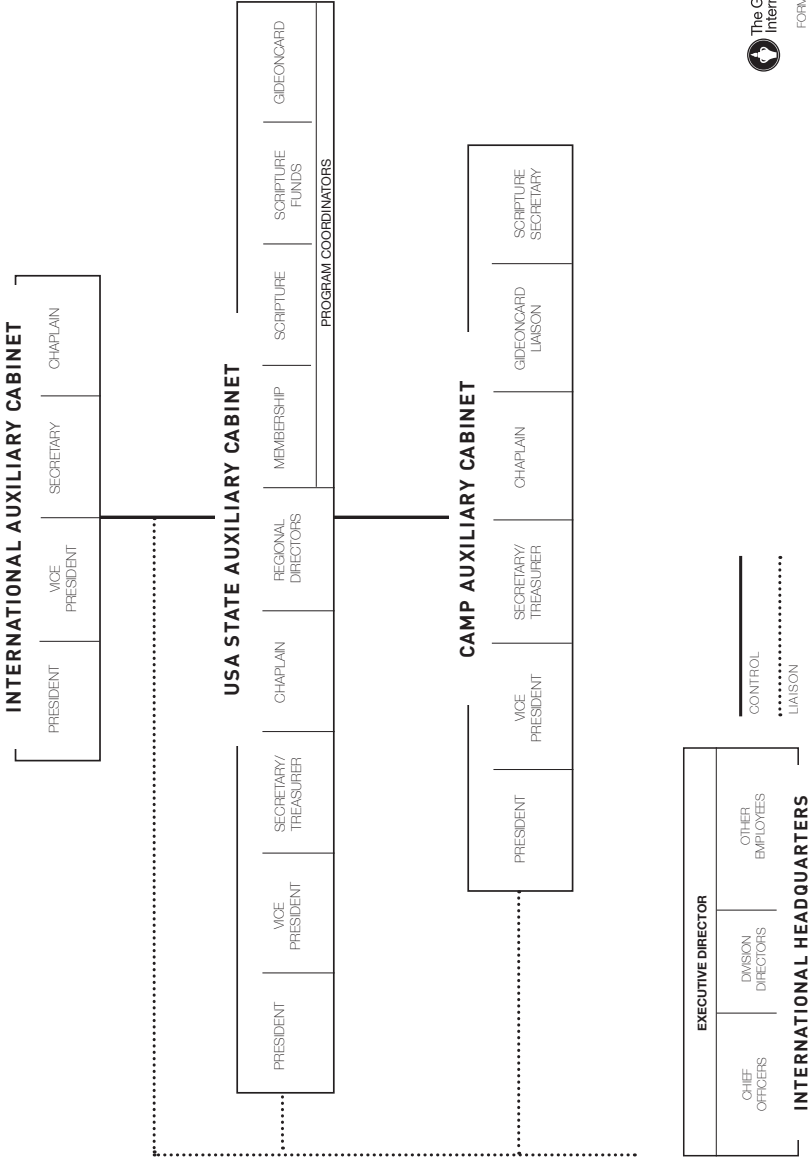 INTERNATIONAL AUXILIARY CABINET
PRESIDENT
VICE
PRESIDENT
SECRETARY
CHAPLAIN
USA STATE AUXILIARY CABINET
PRESIDENT
VICE
PRESIDENT
SECRETARY/
TREASURER
CHAPLAIN
REGIONAL
DIRECTORS
MEMBERSHIP
SCRIPTURE
SCRIPTURE
FUNDS
GIDEONCARD
PROGRAM COORDINATORS
CAMP AUXILIARY CABINET
PRESIDENT
VICE
PRESIDENT
SECRETARY/
TREASURER
CHAPLAIN
GIDEONCARD
LIAISON
SCRIPTURE
SECRETARY
EXECUTIVE DIRECTOR
CHIEF
OFFICERS
DIVISION
DIRECTORS
OTHER
EMPLOYEES
INTERNATIONAL HEADQUARTERS
CONTROL
LIAISON
The